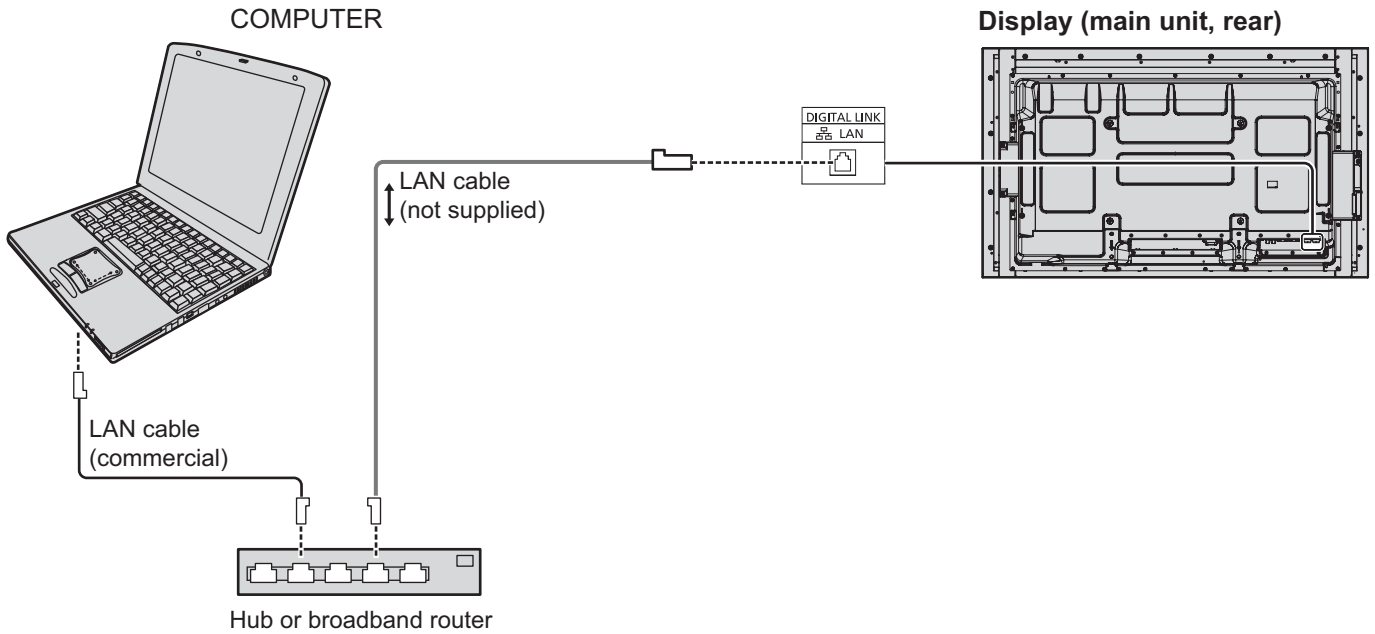 COMPUTER
Display (main unit, rear)
DIGITAL LINK
LAN
LAN cable
(not supplied)
LAN cable
(commercial)
Hub or broadband router